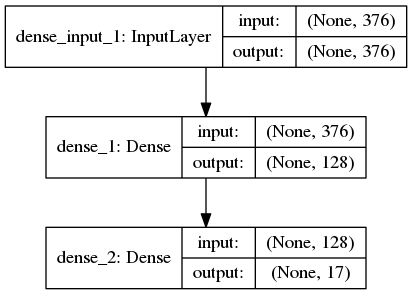 dense_input_1: InputLayer
input: (None, 376)
output: (None, 376)
dense_1: Dense
input: (None, 376)
output: (None, 128)
dense_2: Dense
input: (None, 128)
output: (None, 17)